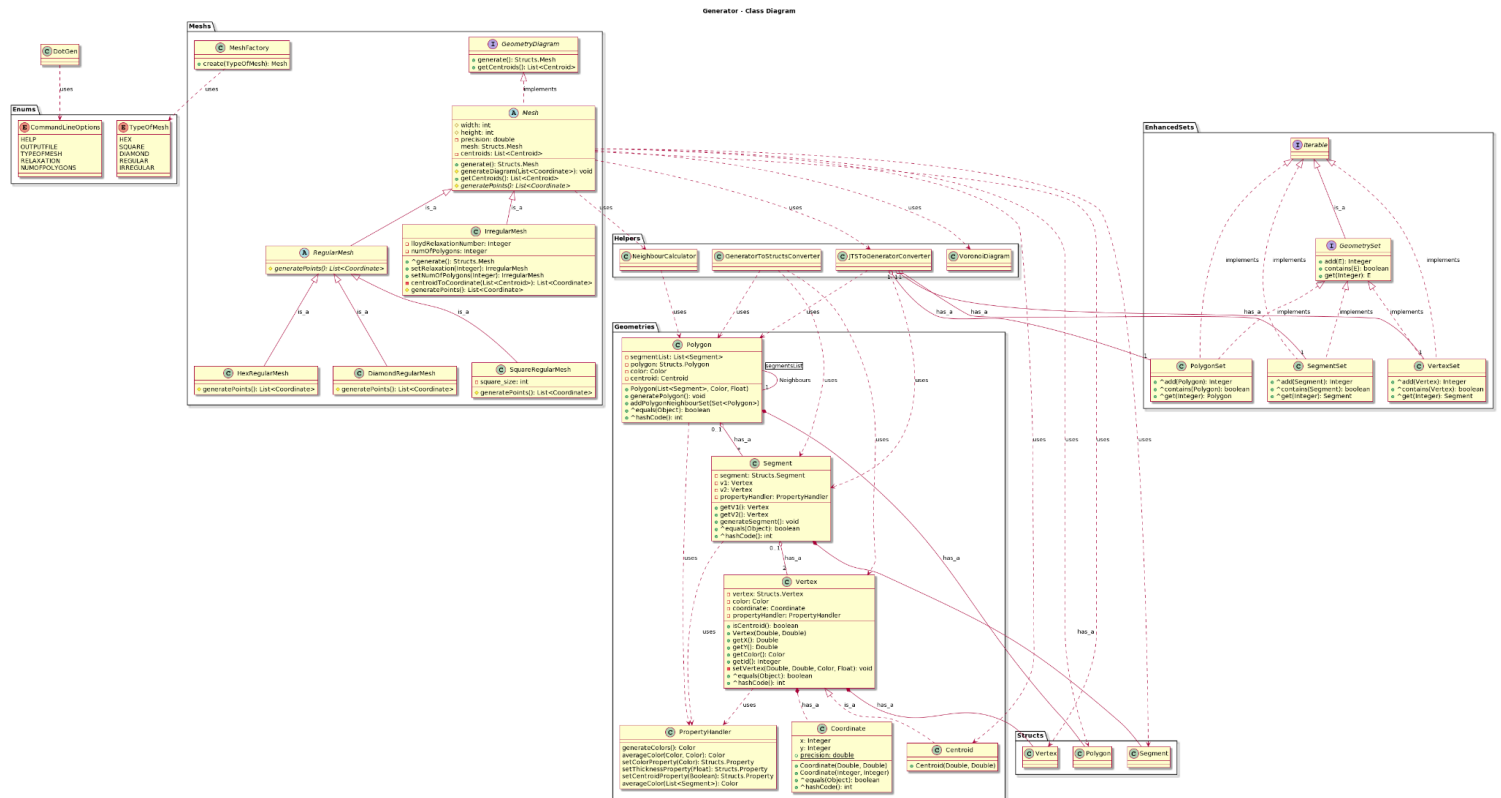 Generator - Class Diagram
Meshs
DotGen
uses
Enums
CommandLineOptions
HELP
OUTPUTFILE
TYPEOFMESH
RELAXATION
NUMOFPOLYGONS
TypeOfMesh
HEX
SQUARE
DIAMOND
REGULAR
IRREGULAR
MeshFactory
create(TypeOfMesh): Mesh
uses
GeometryDiagram
generate(): Structs.Mesh
getCentroids(): List<Centroid>
implements
Mesh
width: int
height: int
precision: double
mesh: Structs.Mesh
centroids: List<Centroid>
generate(): Structs.Mesh
generateDiagram(List<Coordinate>): void
getCentroids(): List<Centroid>
generatePoints(): List<Coordinate>
is_a
is_a
uses
uses
uses
RegularMesh
generatePoints(): List<Coordinate>
IrregularMesh
lloydRelaxationNumber: Integer
numOfPolygons: Integer
^generate(): Structs.Mesh
setRelaxation(Integer): IrregularMesh
setNumOfPolygons(Integer): IrregularMesh
centroidToCoordinate(List<Centroid>): List<Coordinate>
generatePoints(): List<Coordinate>
is_a
is_a
is_a
HexRegularMesh
generatePoints(): List<Coordinate>
DiamondRegularMesh
generatePoints(): List<Coordinate>
SquareRegularMesh
square_size: int
generatePoints(): List<Coordinate>
Helpers
NeighbourCalculator
GeneratorToStructsConverter
JTSToGeneratorConverter
VoronoiDiagram
uses
uses
uses
has_a
has_a
EnhancedSets
Iterable
is_a
GeometrySet
add(E): Integer
contains(E): boolean
get(Integer): E
implements
implements
implements
implements
implements
implements
1
1
1
PolygonSet
^add(Polygon): Integer
^contains(Polygon): boolean
^get(Integer): Polygon
SegmentSet
^add(Segment): Integer
^contains(Segment): boolean
^get(Integer): Segment
VertexSet
^add(Vertex): Integer
^contains(Vertex): boolean
^get(Integer): Segment
Geometries
Polygon
segmentList: List<Segment>
polygon: Structs.Polygon
color: Color
centroid: Centroid
Polygon(List<Segment>, Color, Float)
generatePolygon(): void
addPolygonNeighbourSet(Set<Polygon>)
^equals(Object): boolean
^hashCode(): int
segmentsList
Neighbours
1
uses
uses
0..1
has_a
*
Segment
segment: Structs.Segment
v1: Vertex
v2: Vertex
propertyHandler: PropertyHandler
getV1(): Vertex
getV2(): Vertex
generateSegment(): void
^equals(Object): boolean
^hashCode(): int
uses
uses
uses
uses
uses
uses
has_a
0..1
has_a
2
uses
Vertex
vertex: Structs.Vertex
color: Color
coordinate: Coordinate
propertyHandler: PropertyHandler
isCentroid(): boolean
Vertex(Double, Double)
getX(): Double
getY(): Double
getColor(): Color
getId(): Integer
setVertex(Double, Double, Color, Float): void
^equals(Object): boolean
^hashCode(): int
uses
has_a
uses
has_a
is_a
has_a
PropertyHandler
generateColors(): Color
averageColor(Color, Color): Color
setColorProperty(Color): Structs.Property
setThicknessProperty(Float): Structs.Property
setCentroidProperty(Boolean): Structs.Property
averageColor(List<Segment>): Color
Coordinate
x: Integer
y: Integer
precision: double
Coordinate(Double, Double)
Coordinate(Integer, Integer)
^equals(Object): boolean
^hashCode(): int
Centroid
Centroid(Double, Double)
Structs
Vertex
Polygon
Segment